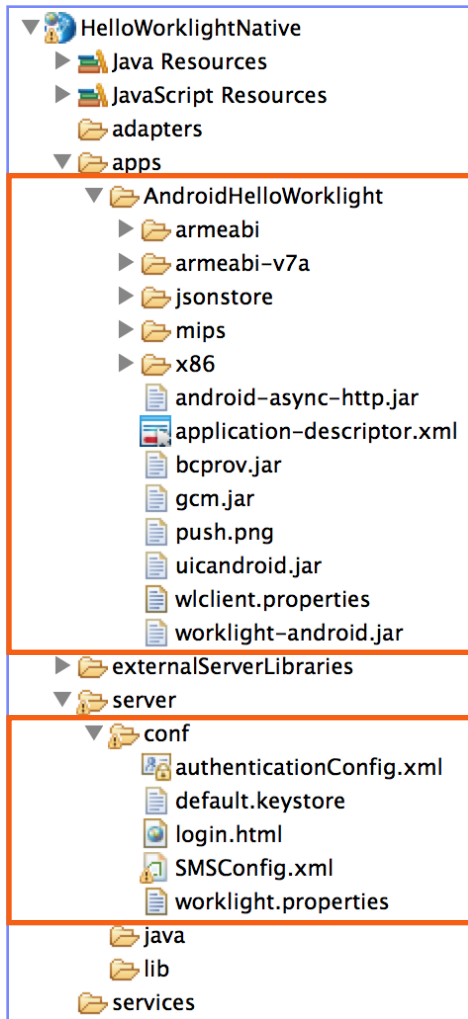 HelloWorklightNative
Java Resources
JavaScript Resources
adapters
apps
AndroidHelloWorklight
armeabi
armeabi-v7a
jsonstore
mips
x86
android-async-http.jar
application-descriptor.xml
bcprov.jar
gcm.jar
push.png
uicandroid.jar
wlclient.properties
worklight-android.jar
externalServerLibraries
server
conf
authenticationConfig.xml
default.keystore
login.html
SMSConfig.xml
worklight.properties
java
lib
services